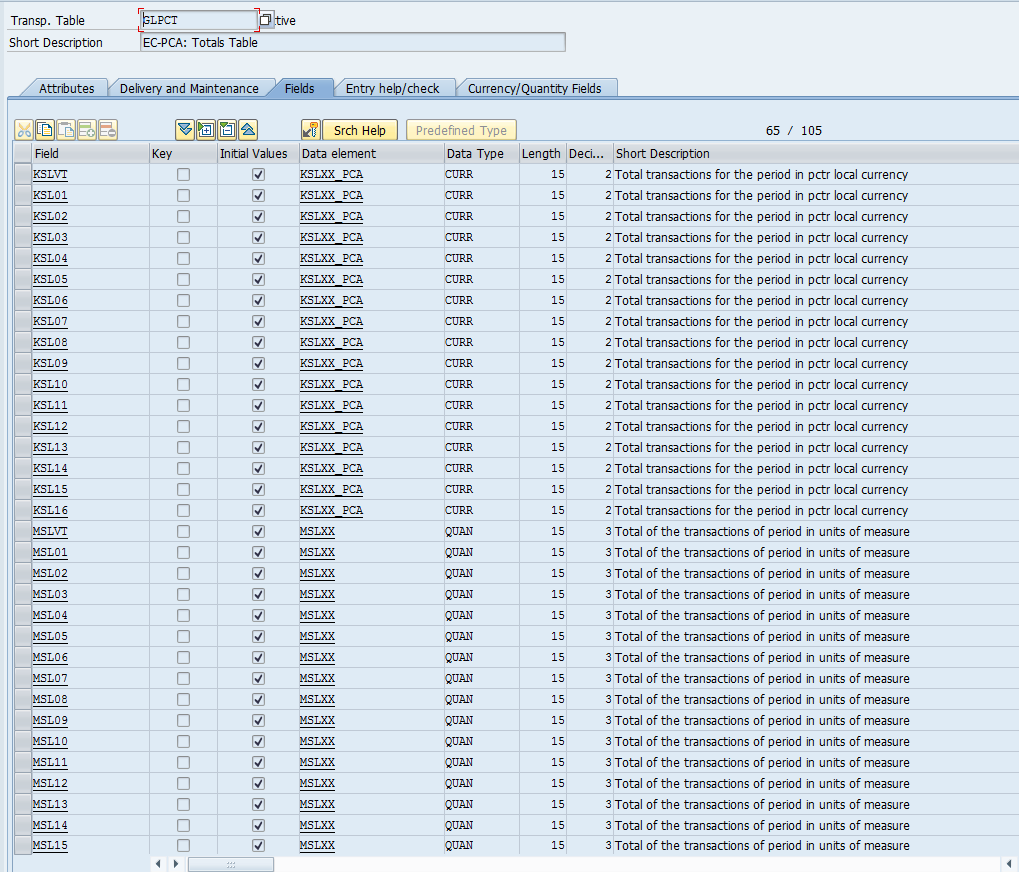 Transp. Table GLPCT tive
Short Description EC-PCA: Totals Table
Attributes Delivery and Maintenance Fields Entry help/check Currency/Quantity Fields
Srch Help Predefined Type 65 / 105
Field Key Initial Values Data element Data Type Length Deci... Short Description
KSLVT KSLXX_PCA CURR 15 2 Total transactions for the period in pctr local currency
KSL01 KSLXX_PCA CURR 15 2 Total transactions for the period in pctr local currency
KSL02 KSLXX_PCA CURR 15 2 Total transactions for the period in pctr local currency
KSL03 KSLXX_PCA CURR 15 2 Total transactions for the period in pctr local currency
KSL04 KSLXX_PCA CURR 15 2 Total transactions for the period in pctr local currency
KSL05 KSLXX_PCA CURR 15 2 Total transactions for the period in pctr local currency
KSL06 KSLXX_PCA CURR 15 2 Total transactions for the period in pctr local currency
KSL07 KSLXX_PCA CURR 15 2 Total transactions for the period in pctr local currency
KSL08 KSLXX_PCA CURR 15 2 Total transactions for the period in pctr local currency
KSL09 KSLXX_PCA CURR 15 2 Total transactions for the period in pctr local currency
KSL10 KSLXX_PCA CURR 15 2 Total transactions for the period in pctr local currency
KSL11 KSLXX_PCA CURR 15 2 Total transactions for the period in pctr local currency
KSL12 KSLXX_PCA CURR 15 2 Total transactions for the period in pctr local currency
KSL13 KSLXX_PCA CURR 15 2 Total transactions for the period in pctr local currency
KSL14 KSLXX_PCA CURR 15 2 Total transactions for the period in pctr local currency
KSL15 KSLXX_PCA CURR 15 2 Total transactions for the period in pctr local currency
KSL16 KSLXX_PCA CURR 15 2 Total transactions for the period in pctr local currency
MSLVT MSLXX QUAN 15 3 Total of the transactions of period in units of measure
MSL01 MSLXX QUAN 15 3 Total of the transactions of period in units of measure
MSL02 MSLXX QUAN 15 3 Total of the transactions of period in units of measure
MSL03 MSLXX QUAN 15 3 Total of the transactions of period in units of measure
MSL04 MSLXX QUAN 15 3 Total of the transactions of period in units of measure
MSL05 MSLXX QUAN 15 3 Total of the transactions of period in units of measure
MSL06 MSLXX QUAN 15 3 Total of the transactions of period in units of measure
MSL07 MSLXX QUAN 15 3 Total of the transactions of period in units of measure
MSL08 MSLXX QUAN 15 3 Total of the transactions of period in units of measure
MSL09 MSLXX QUAN 15 3 Total of the transactions of period in units of measure
MSL10 MSLXX QUAN 15 3 Total of the transactions of period in units of measure
MSL11 MSLXX QUAN 15 3 Total of the transactions of period in units of measure
MSL12 MSLXX QUAN 15 3 Total of the transactions of period in units of measure
MSL13 MSLXX QUAN 15 3 Total of the transactions of period in units of measure
MSL14 MSLXX QUAN 15 3 Total of the transactions of period in units of measure
MSL15 MSLXX QUAN 15 3 Total of the transactions of period in units of measure